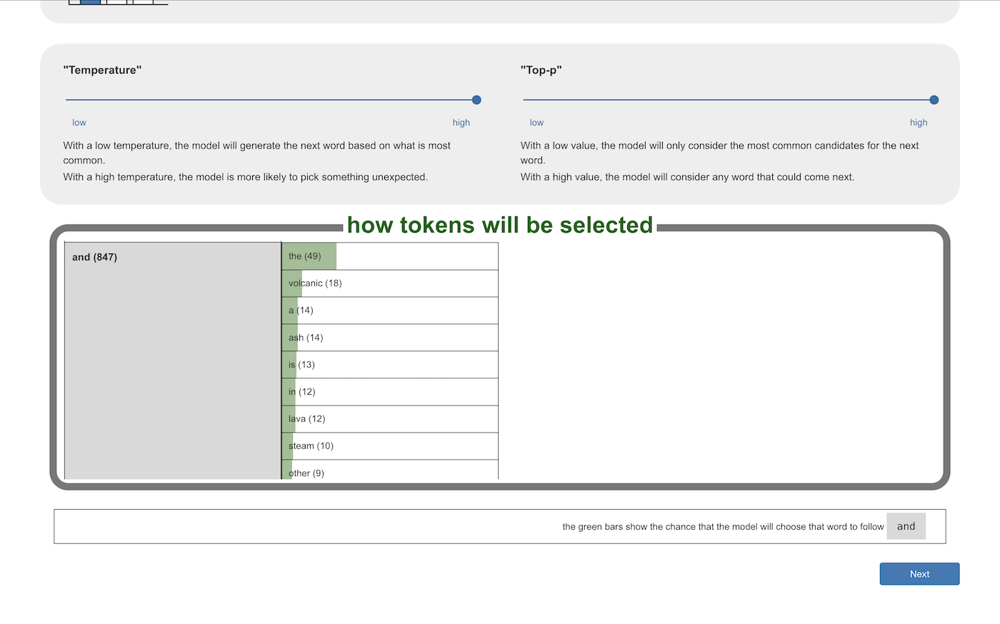 "Temperature"
low
high
With a low temperature, the model will generate the next word based on what is most
common.
With a high temperature, the model is more likely to pick something unexpected.
"Top-p"
low
high
With a low value, the model will only consider the most common candidates for the next
word.
With a high value, the model will consider any word that could come next.
how tokens will be selected
and (847)
the (49)
volcanic (18)
a (14)
ash (14)
is (13)
in (12)
lava (12)
steam (10)
other (9)
the green bars show the chance that the model will choose that word to follow and
Next